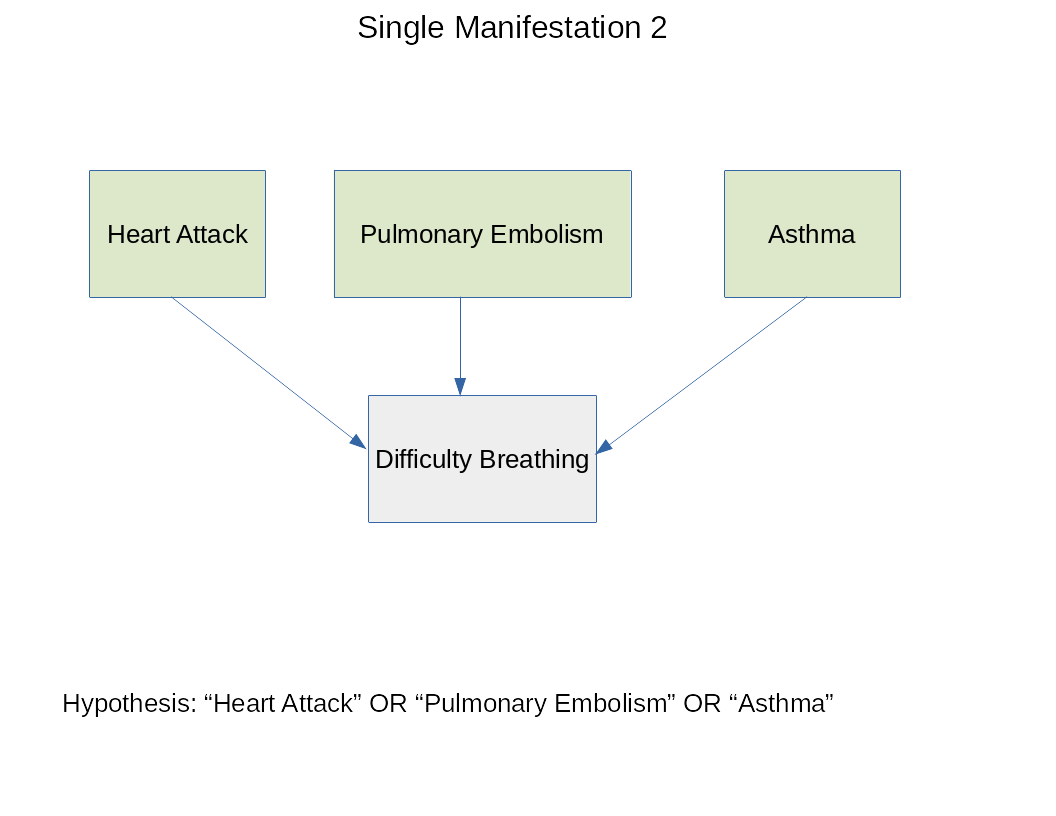 Single Manifestation 2
Heart Attack
Pulmonary Embolism
Asthma
Difficulty Breathing
Hypothesis: “Heart Attack” OR “Pulmonary Embolism” OR “Asthma”